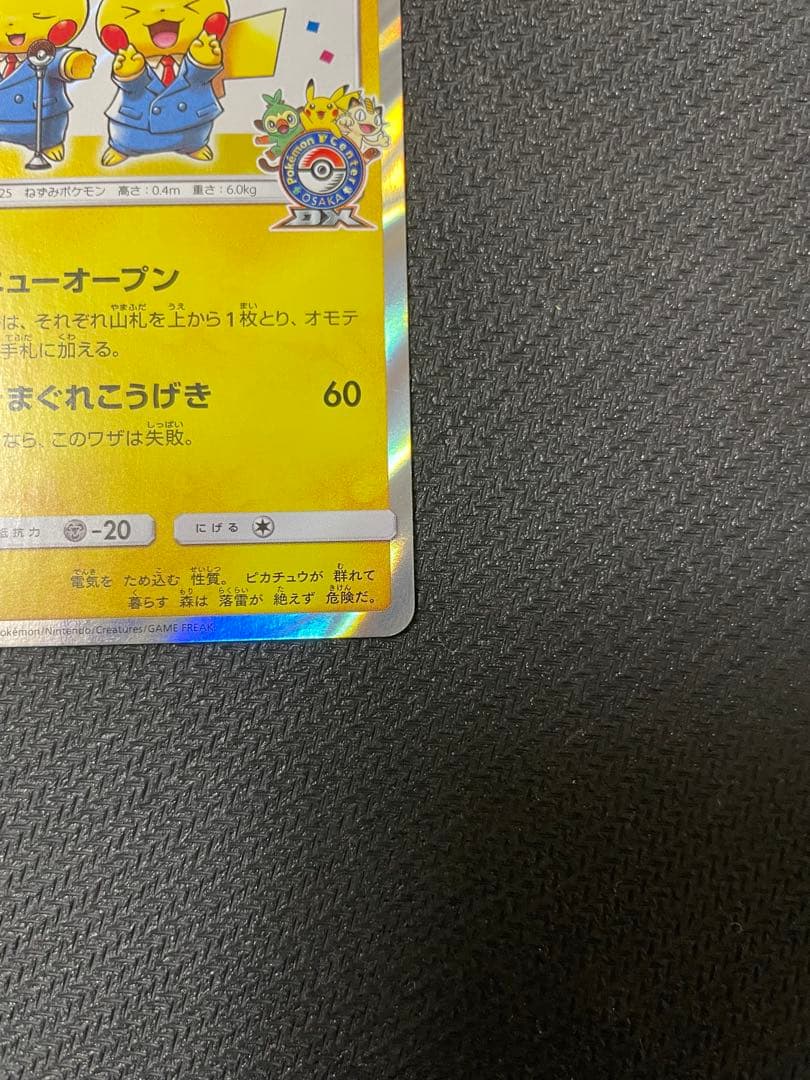 Pokémon Center
OSAKA
DX
25 ねずみポケモン 高さ:0.4m 重さ:6.0kg
ニューオープン
は、それぞれ山札を上から1枚とり、オモテ
手札に加える。
まぐれこうげき 60
なら、このワザは失敗。
抵抗力 -20 にげる
電気を ため込む 性質。 ピカチュウが 群れて
暮らす 森は 落雷が 絶えず 危険だ。
Pokémon/Nintendo/Creatures/GAME FREAK